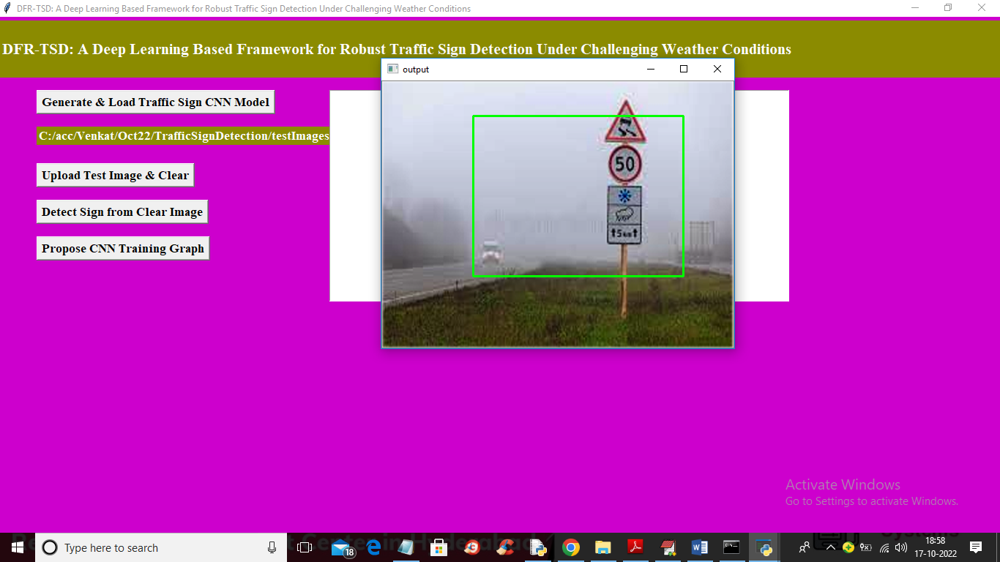 DFR-TSD: A Deep Learning Based Framework for Robust Traffic Sign Detection Under Challenging Weather Conditions
DFR-TSD: A Deep Learning Based Framework for Robust Traffic Sign Detection Under Challenging Weather Conditions
output
Generate & Load Traffic Sign CNN Model
C:/acc/Venkat/Oct22/TrafficSignDetection/testImages
Upload Test Image & Clear
Detect Sign from Clear Image
Propose CNN Training Graph
50
5km
Activate Windows
Go to Settings to activate Windows.
Type here to search
18
18:58
17-10-2022